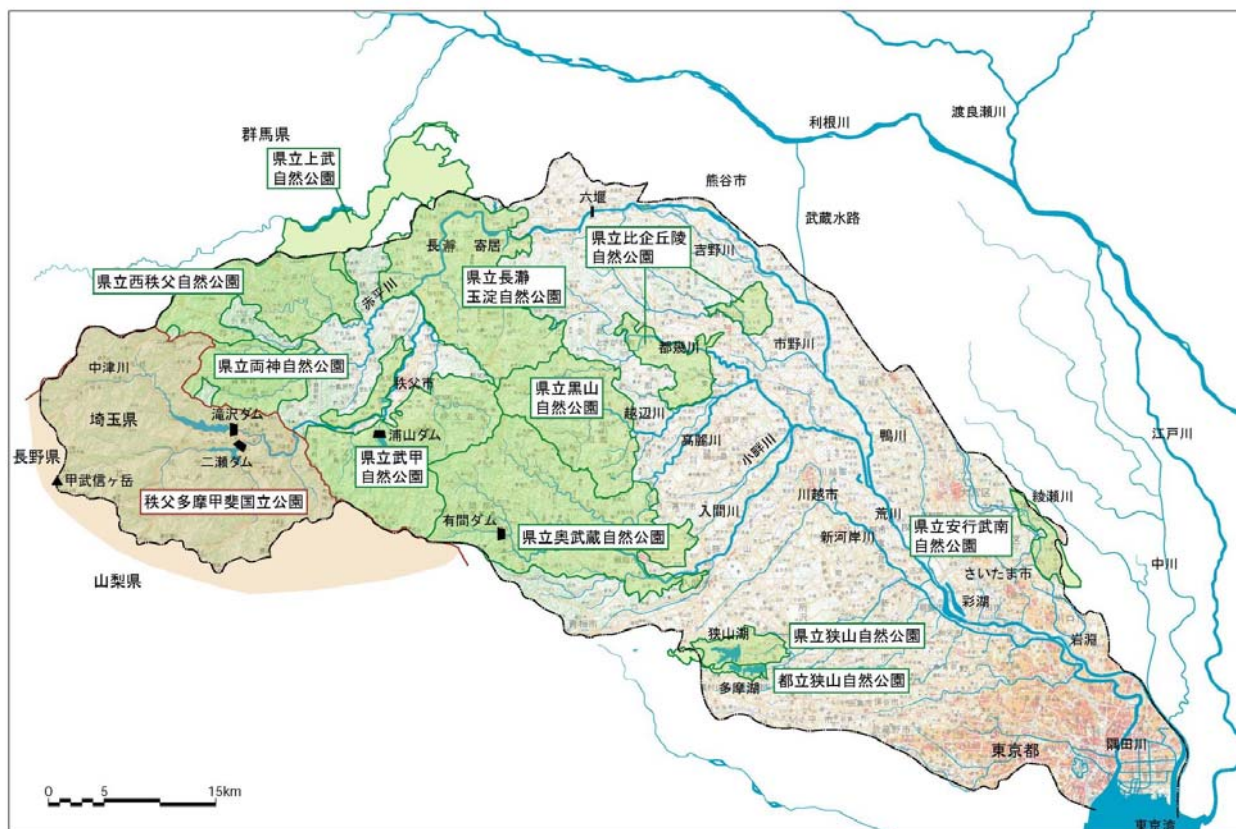 渡良瀬川
利根川
群馬県
県立上武
自然公園
熊谷市
六堰
武蔵水路
県立比企丘陵
自然公園
吉野川
長瀞
寄居
県立西秩父自然公園
赤平川
県立長瀞
玉淀自然公園
都幾川
市野川
県立両神自然公園
中津川
秩父市
県立黒山
自然公園
越辺川
埼玉県
滝沢ダム
浦山ダム
高麗川
小畔川
鴨川
江戸川
長野県
二瀬ダム
県立武甲
自然公園
甲武信ヶ岳
秩父多摩甲斐国立公園
入間川
川越市
荒川
綾瀬川
有間ダム
県立奥武蔵自然公園
新河岸川
県立安行武南
自然公園
中川
山梨県
さいたま市
彩湖
狭山湖
県立狭山自然公園
岩淵
多摩湖
都立狭山自然公園
東京都
隅田川
0 5 15km
東京湾